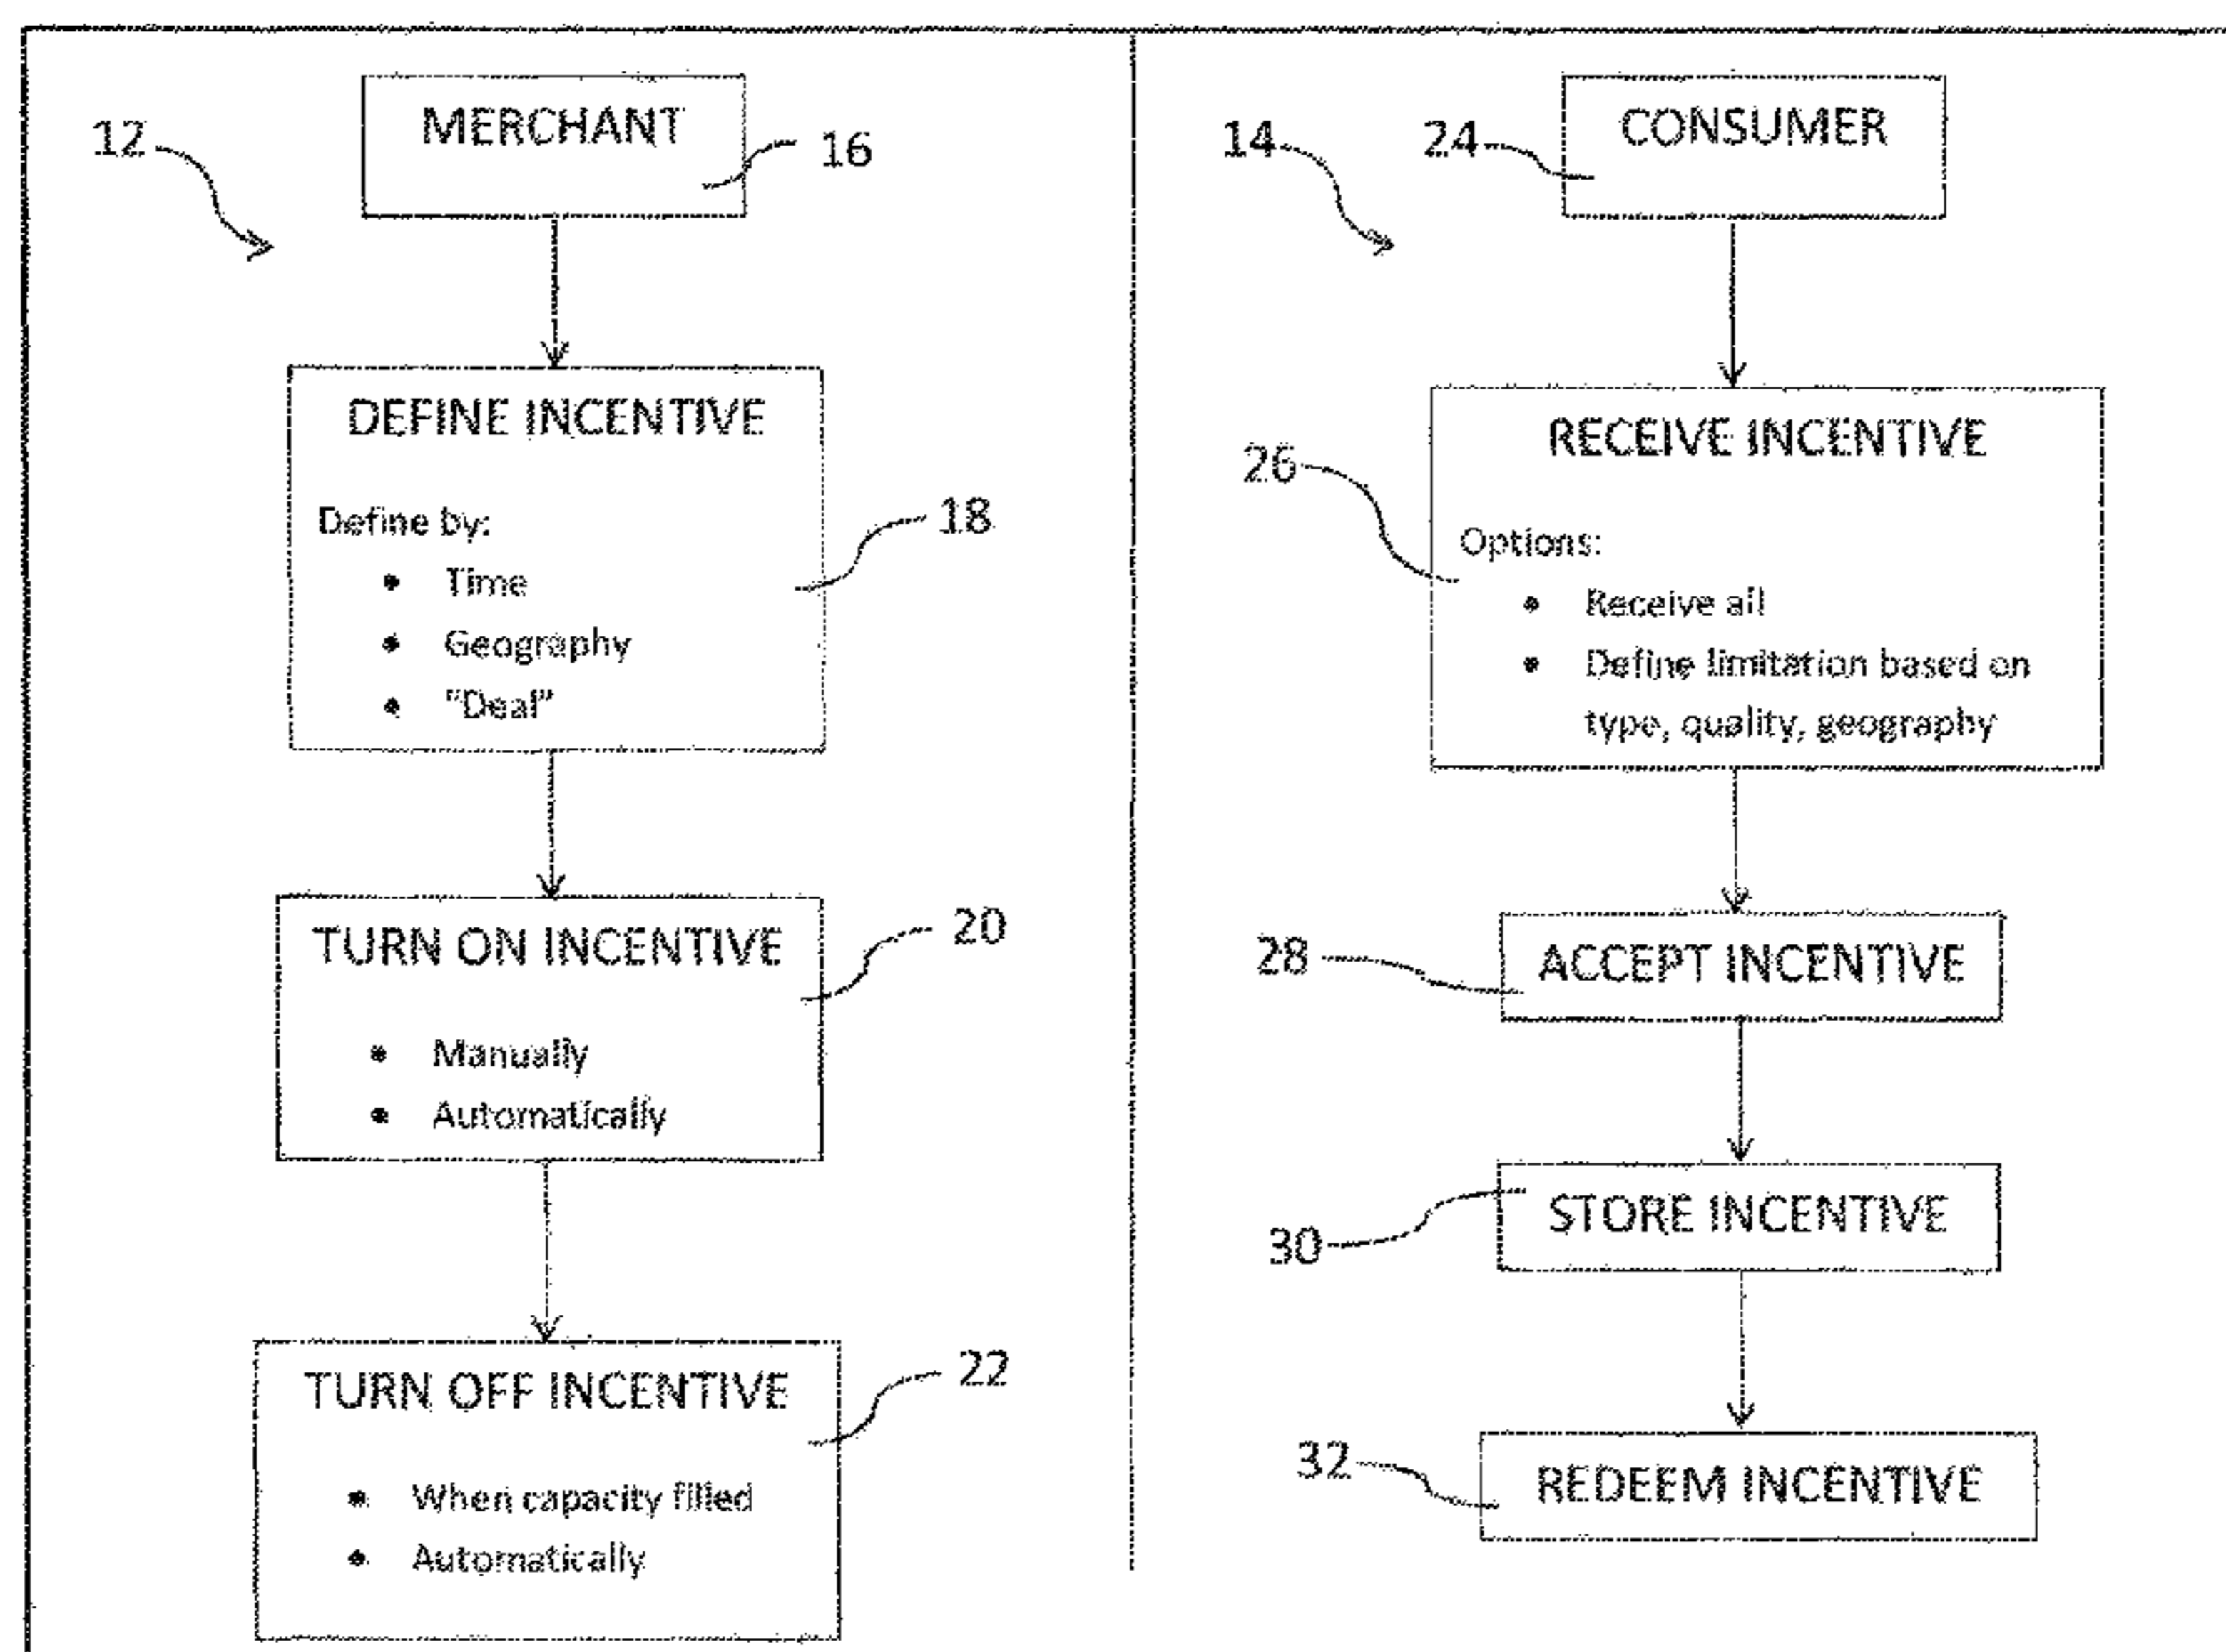 12
MERCHANT
16
DEFINE INCENTIVE
Define by:
• Time
• Geography
• "Deal"
18
TURN ON INCENTIVE
• Manually
• Automatically
20
TURN OFF INCENTIVE
• When capacity filled
• Automatically
22
14
24
CONSUMER
26
RECEIVE INCENTIVE
Options:
• Receive all
• Define limitation based on
type, quality, geography
28
ACCEPT INCENTIVE
30
STORE INCENTIVE
32
REDEEM INCENTIVE